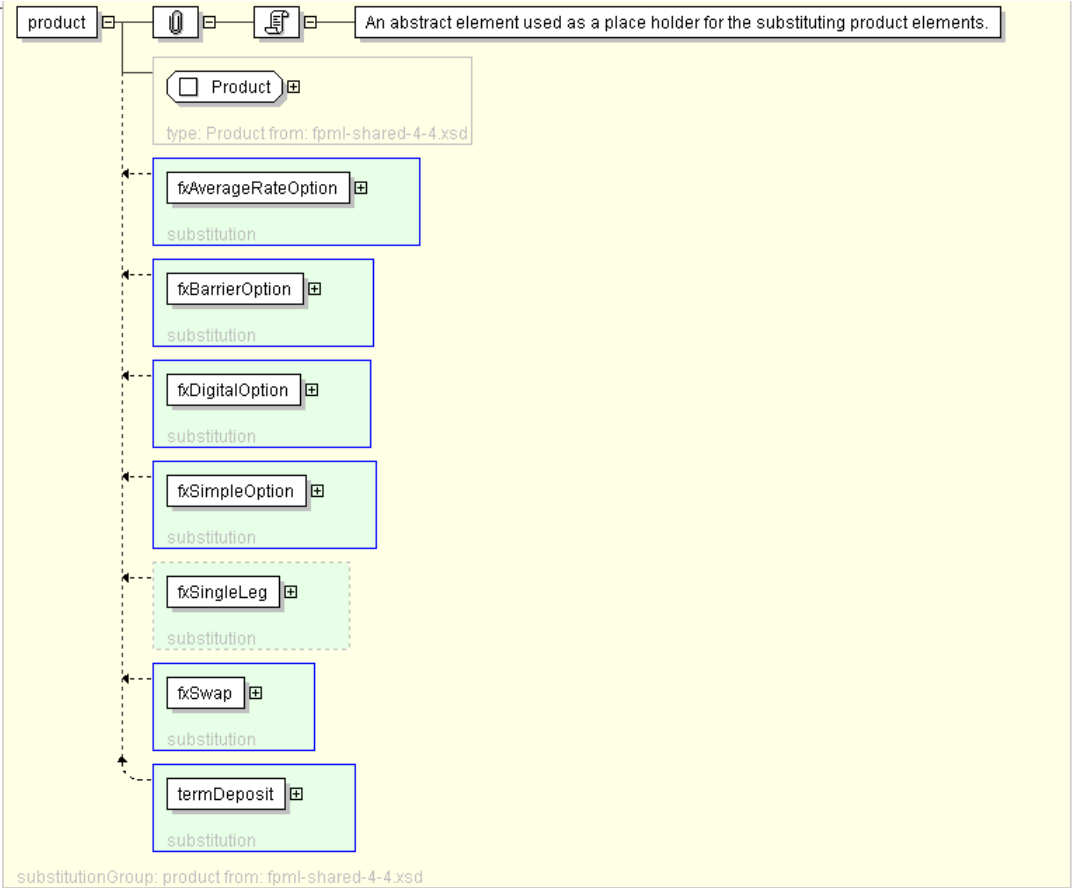 product
An abstract element used as a place holder for the substituting product elements.
Product
type: Product from: fpml-shared-4-4.xsd
fxAverageRateOption
substitution
fxBarrierOption
substitution
fxDigitalOption
substitution
fxSimpleOption
substitution
fxSingleLeg
substitution
fxSwap
substitution
termDeposit
substitution
substitutionGroup: product from: fpml-shared-4-4.xsd